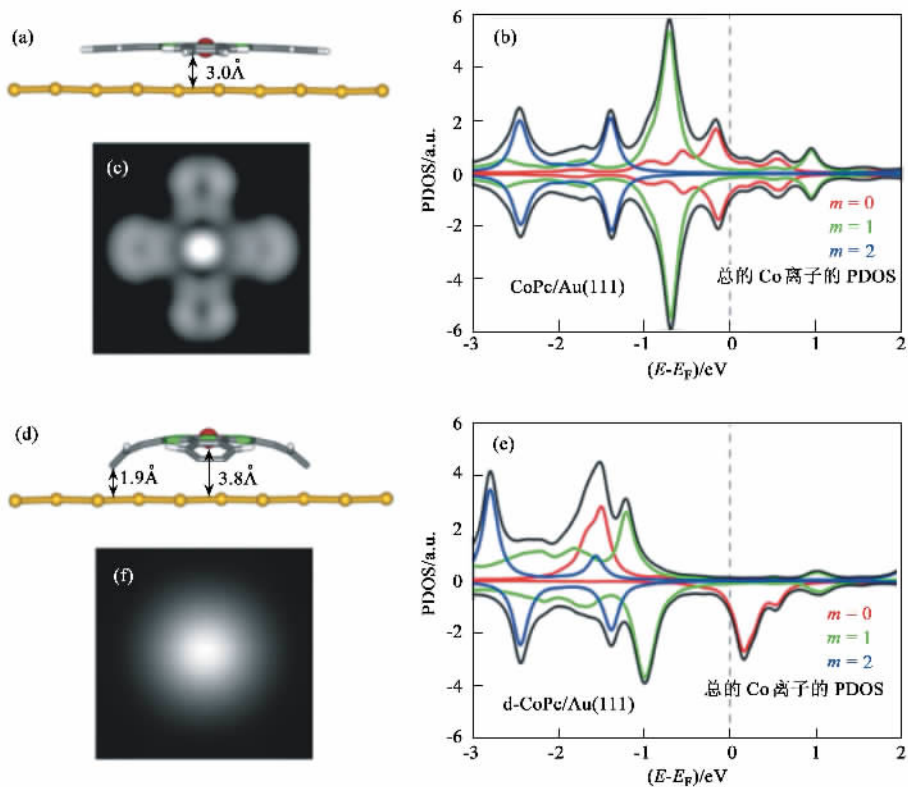 (a)
3.0Å
(c)
(b)
6
4
2
0
-2
-4
-6
PDOS/a.u.
m = 0
m = 1
m = 2
总的 Co 离子的 PDOS
CoPc/Au(111)
-3 -2 -1 0 1 2
(E-E_F)/eV
(d)
1.9Å
3.8Å
(f)
(e)
6
4
2
0
-2
-4
-6
PDOS/a.u.
m – 0
m = 1
m = 2
总的 Co 离子的 PDOS
d-CoPc/Au(111)
-3 -2 -1 0 1 2
(E-E_F)/eV